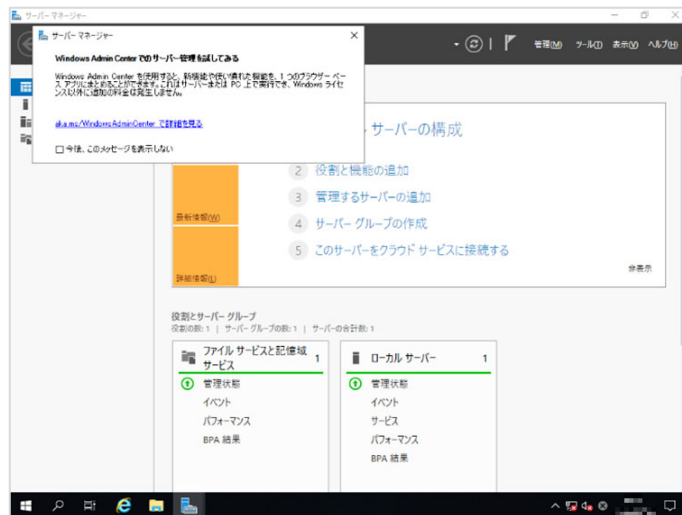 サーバー マネージャー
サーバー マネージャー
Windows Admin Center でのサーバー管理を試してみる
Windows Admin Center を使用すると、新機能や使い慣れた機能を、1 つのブラウザー ベー
ス アプリにまとめることができます。これはサーバーまたは PC 上で実行でき、Windows ライセ
ンス以外に追加の料金は発生しません。
aka.ms/WindowsAdminCenter で詳細を見る
今後、このメッセージを表示しない
管理(M) ツール(T) 表示(V) ヘルプ(H)
サーバーの構成
2 役割と機能の追加
3 管理するサーバーの追加
最新情報(W)
4 サーバー グループの作成
5 このサーバーをクラウド サービスに接続する
非表示
詳細情報(L)
役割とサーバー グループ
役割の数: 1 | サーバー グループの数: 1 | サーバーの合計数: 1
ファイル サービスと記憶域
サービス
1
管理状態
イベント
パフォーマンス
BPA 結果
ローカル サーバー 1
管理状態
イベント
サービス
パフォーマンス
BPA 結果